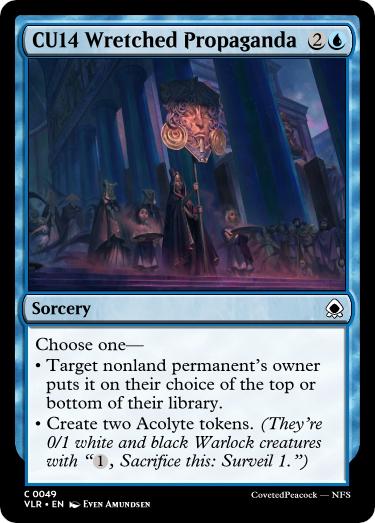 CU14 Wretched Propaganda 2
Sorcery
Choose one—
• Target nonland permanent's owner
puts it on their choice of the top or
bottom of their library.
• Create two Acolyte tokens. (They're
0/1 white and black Warlock creatures
with "1, Sacrifice this: Surveil 1.")
C 0049
VLR • EN Even Amundsen
CovetedPeacock — NFS